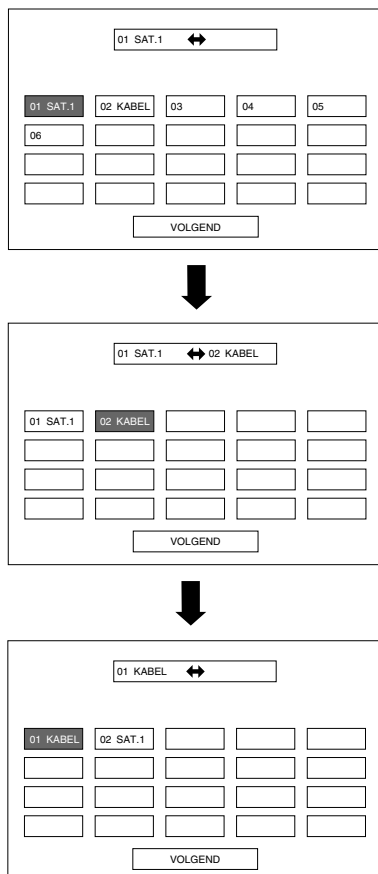 01 SAT.1 ⬌
01 SAT.1 02 KABEL 03 04 05
06
VOLGEND
01 SAT.1 ⬌ 02 KABEL
01 SAT.1 02 KABEL
VOLGEND
01 KABEL ⬌
01 KABEL 02 SAT.1
VOLGEND